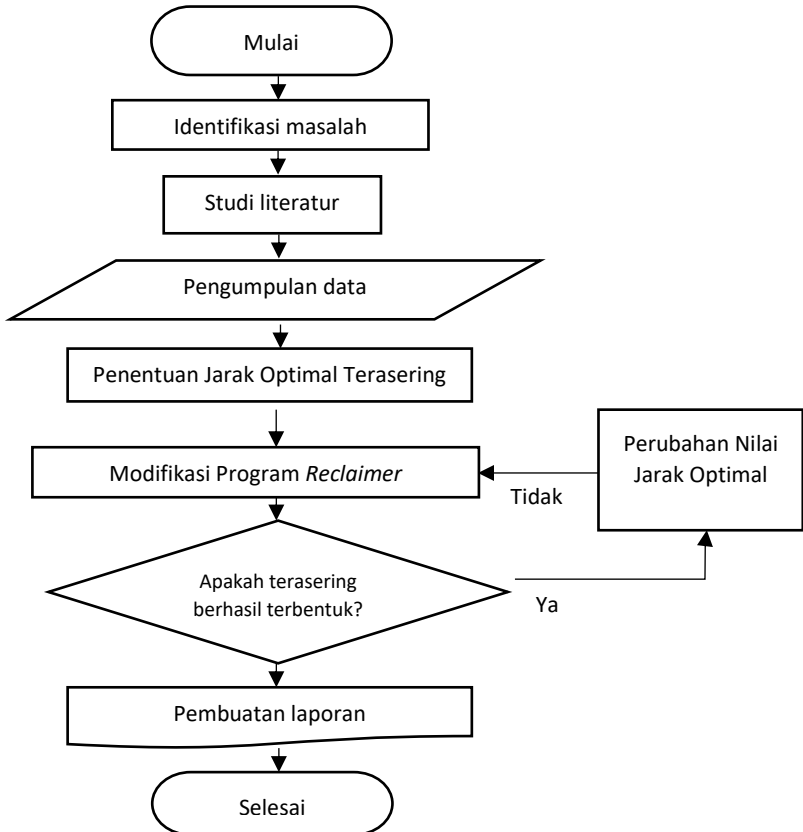 Mulai
Identifikasi masalah
Studi literatur
Pengumpulan data
Penentuan Jarak Optimal Terasering
Perubahan Nilai
Jarak Optimal
Modifikasi Program Reclaimer
Tidak
Apakah terasering
berhasil terbentuk?
Ya
Pembuatan laporan
Selesai